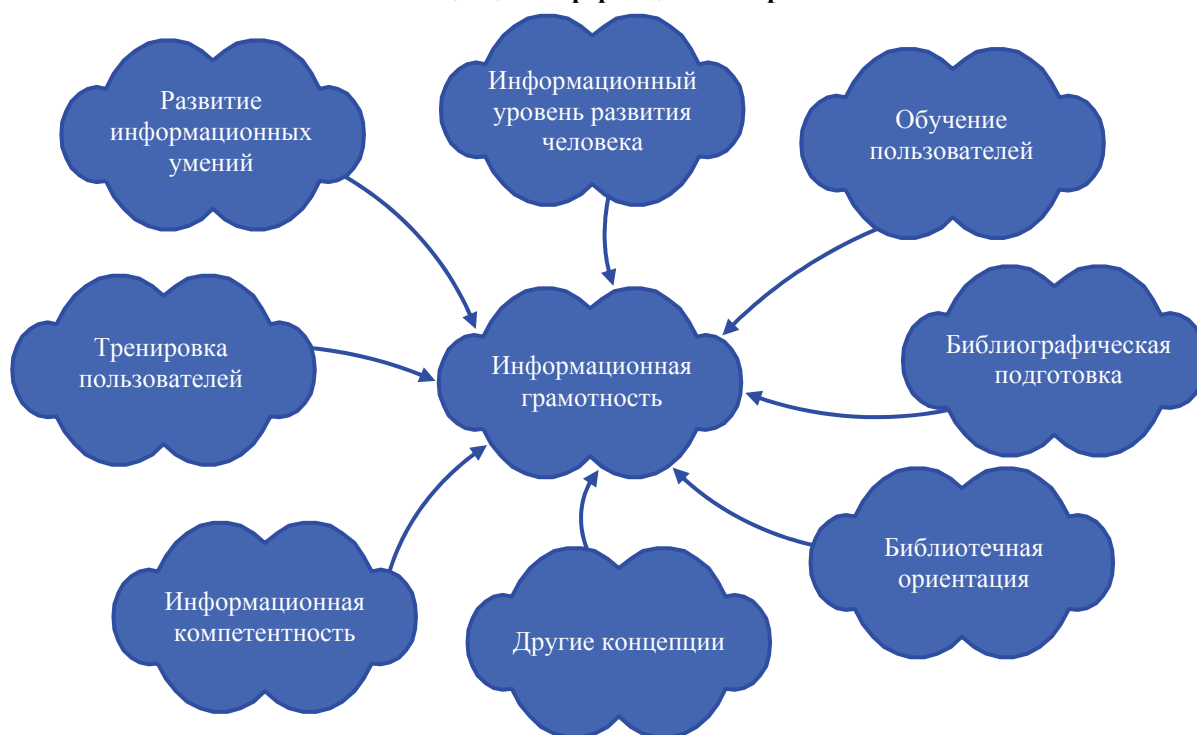 Развитие
информационных
умений
Информационный
уровень развития
человека
Обучение
пользователей
Тренировка
пользователей
Информационная
грамотность
Библиографическая
подготовка
Информационная
компетентность
Другие концепции
Библиотечная
ориентация